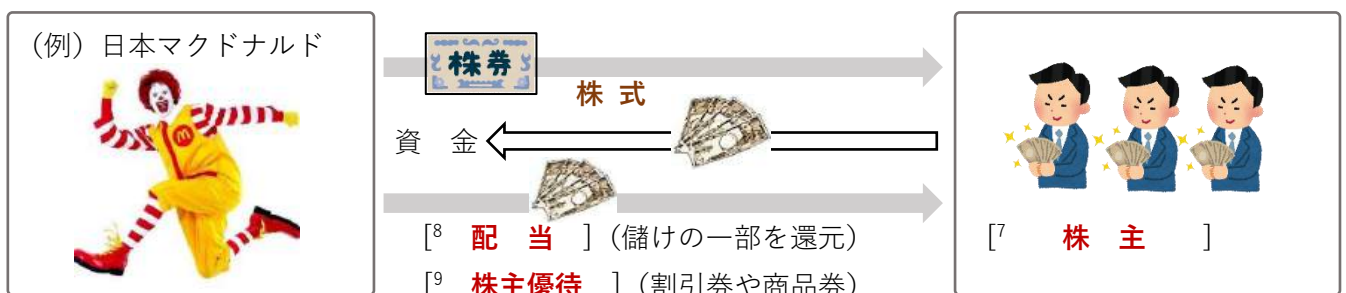 (例) 日本マクドナルド
株券
株 式
資 金
[8 配 当 ] (儲けの一部を還元)
[9 株主優待 ] (割引券や商品券)
[7 株 主 ]